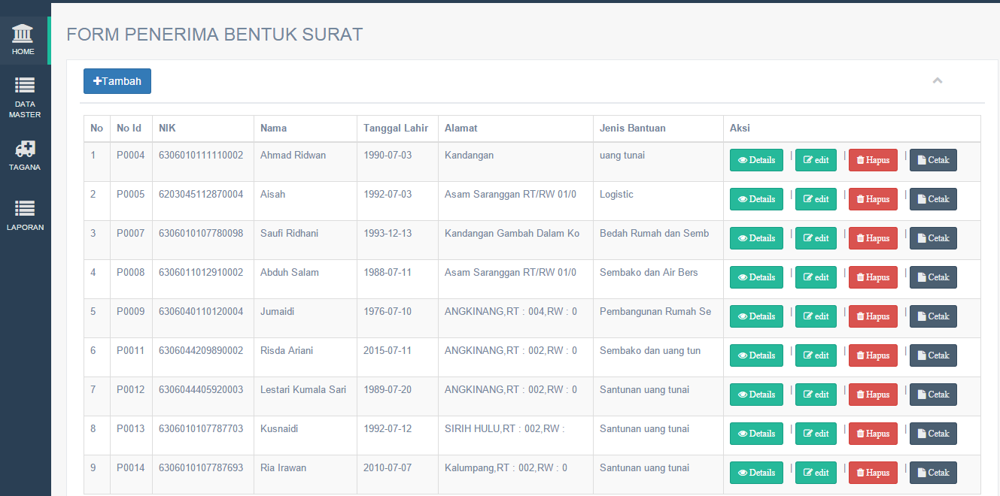 FORM PENERIMA BENTUK SURAT
HOME
DATA
MASTER
TAGANA
LAPORAN
Tambah
No No Id NIK Nama Tanggal Lahir Alamat Jenis Bantuan Aksi
1 P0004 6306010111110002 Ahmad Ridwan 1990-07-03 Kandangan uang tunai Details | edit | Hapus | Cetak
2 P0005 6203045112870004 Aisah 1992-07-03 Asam Saranggan RT/RW 01/0 Logistic Details | edit | Hapus | Cetak
3 P0007 6306010107780098 Saufi Ridhani 1993-12-13 Kandangan Gambah Dalam Ko Bedah Rumah dan Semb Details | edit | Hapus | Cetak
4 P0008 6306011012910002 Abduh Salam 1988-07-11 Asam Saranggan RT/RW 01/0 Sembako dan Air Bers Details | edit | Hapus | Cetak
5 P0009 6306040110120004 Jumaidi 1976-07-10 ANGKINANG,RT : 004,RW : 0 Pembangunan Rumah Se Details | edit | Hapus | Cetak
6 P0011 6306044209890002 Risda Ariani 2015-07-11 ANGKINANG,RT : 002,RW : 0 Sembako dan uang tun Details | edit | Hapus | Cetak
7 P0012 6306044405920003 Lestari Kumala Sari 1989-07-20 ANGKINANG,RT : 002,RW : 0 Santunan uang tunai Details | edit | Hapus | Cetak
8 P0013 6306010107787703 Kusnaidi 1992-07-12 SIRIH HULU,RT : 002,RW : Santunan uang tunai Details | edit | Hapus | Cetak
9 P0014 6306010107787693 Ria Irawan 2010-07-07 Kalumpang,RT : 002,RW : 0 Santunan uang tunai Details | edit | Hapus | Cetak